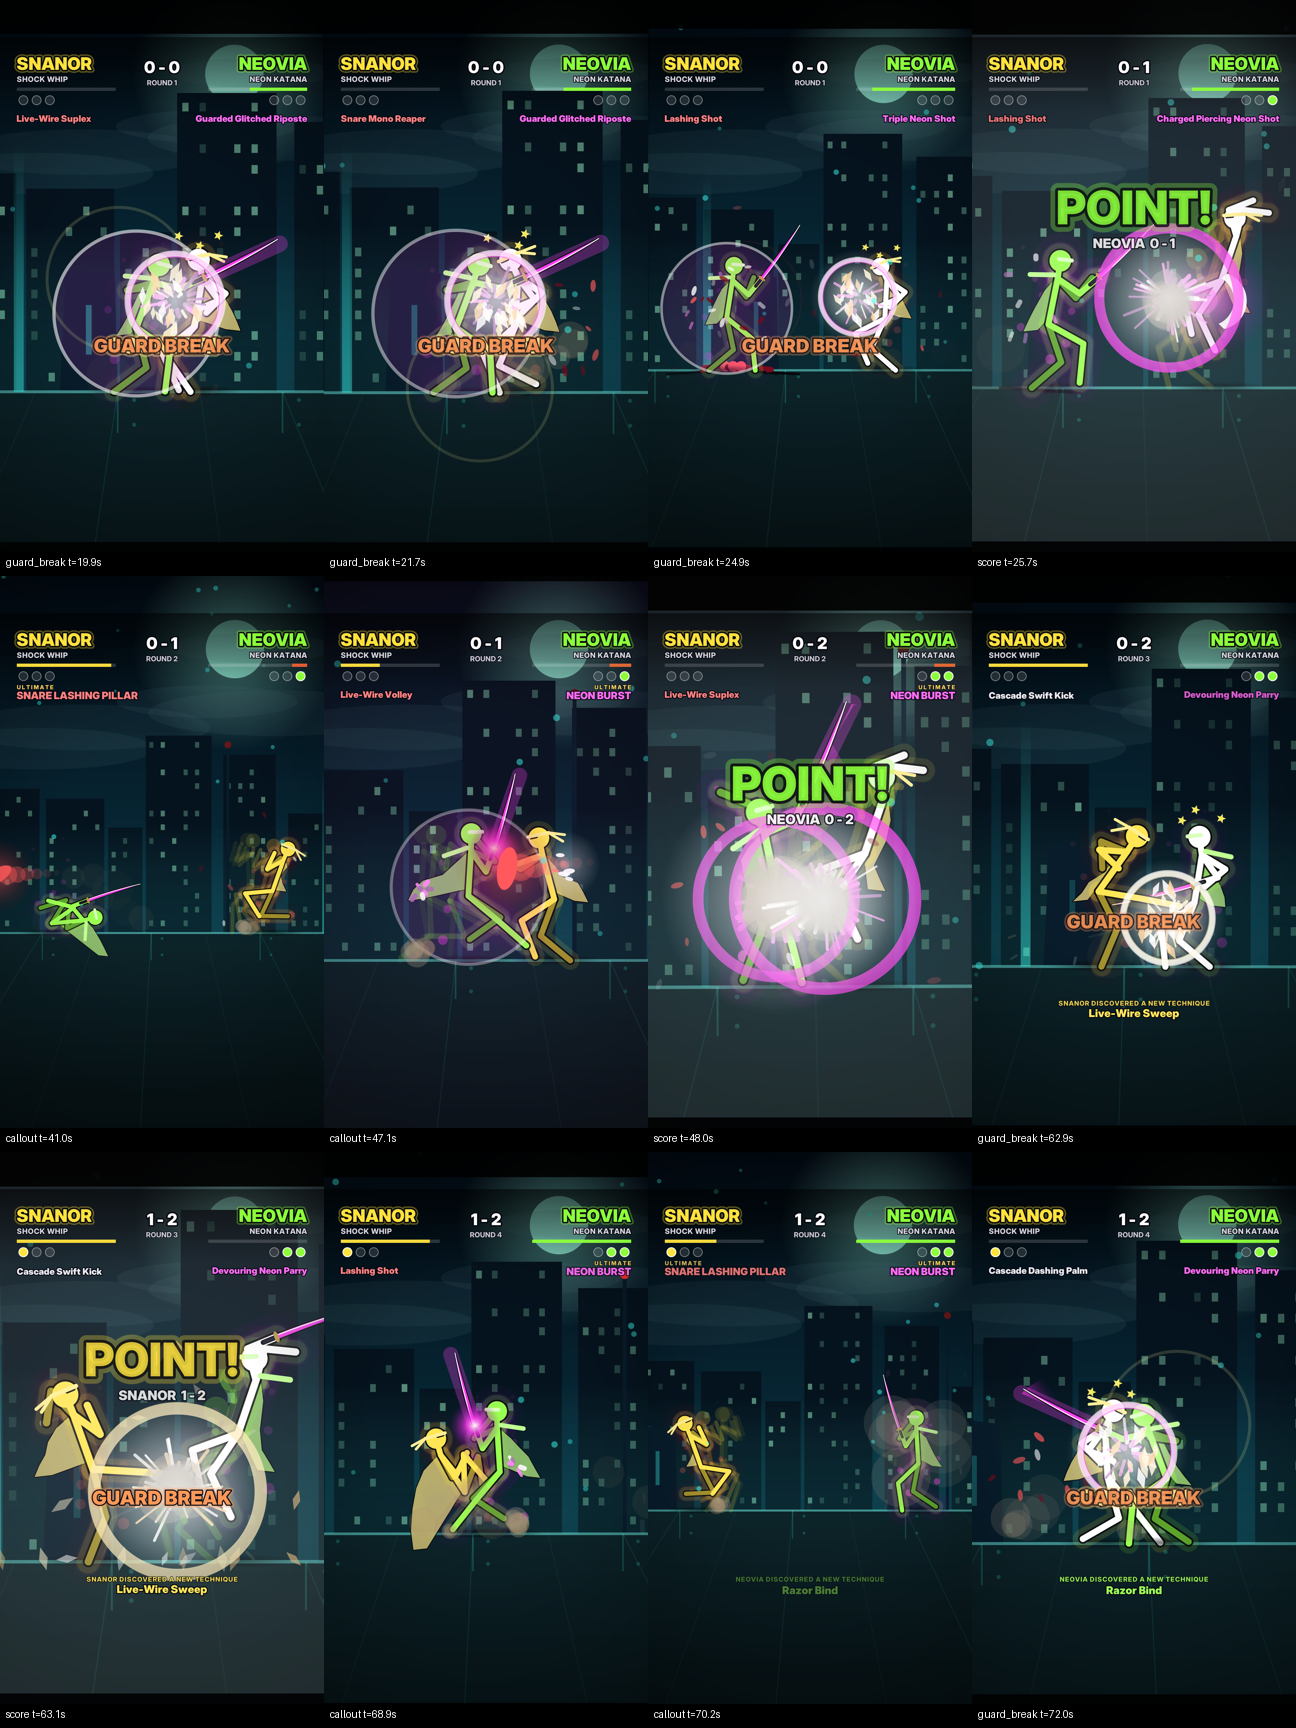 SNANOR
0 - 0
NEOVIA
SHOCK WHIP
ROUND 1
NEON KATANA
Live-Wire Suplex
Guarded Glitched Riposte
GUARD BREAK
guard_break t=19.9s
SNANOR
0 - 0
NEOVIA
SHOCK WHIP
ROUND 1
NEON KATANA
Snare Mono Reaper
Guarded Glitched Riposte
GUARD BREAK
guard_break t=21.7s
SNANOR
0 - 0
NEOVIA
SHOCK WHIP
ROUND 1
NEON KATANA
Lashing Shot
Triple Neon Shot
GUARD BREAK
guard_break t=24.9s
SNANOR
0 - 1
NEOVIA
SHOCK WHIP
ROUND 1
NEON KATANA
Lashing Shot
Charged Piercing Neon Shot
POINT!
NEOVIA 0 - 1
score t=25.7s
SNANOR
0 - 1
NEOVIA
SHOCK WHIP
ROUND 2
NEON KATANA
ULTIMATE
SNARE LASHING PILLAR
callout t=41.0s
SNANOR
0 - 1
NEOVIA
SHOCK WHIP
ROUND 2
NEON KATANA
ULTIMATE
Live-Wire Volley
NEON BURST
callout t=47.1s
SNANOR
0 - 2
NEOVIA
SHOCK WHIP
ROUND 2
NEON KATANA
ULTIMATE
Live-Wire Suplex
NEON BURST
POINT!
NEOVIA 0 - 2
score t=48.0s
SNANOR
0 - 2
NEOVIA
SHOCK WHIP
ROUND 3
NEON KATANA
Cascade Swift Kick
Devouring Neon Parry
GUARD BREAK
SNANOR DISCOVERED A NEW TECHNIQUE
Live-Wire Sweep
guard_break t=62.9s
SNANOR
1 - 2
NEOVIA
SHOCK WHIP
ROUND 3
NEON KATANA
Cascade Swift Kick
Devouring Neon Parry
POINT!
SNANOR 1 - 2
GUARD BREAK
SNANOR DISCOVERED A NEW TECHNIQUE
Live-Wire Sweep
score t=63.1s
SNANOR
1 - 2
NEOVIA
SHOCK WHIP
ROUND 4
NEON KATANA
ULTIMATE
Lashing Shot
NEON BURST
callout t=68.9s
SNANOR
1 - 2
NEOVIA
SHOCK WHIP
ROUND 4
NEON KATANA
ULTIMATE
ULTIMATE
SNARE LASHING PILLAR
NEON BURST
NEOVIA DISCOVERED A NEW TECHNIQUE
Razor Bind
callout t=70.2s
SNANOR
1 - 2
NEOVIA
SHOCK WHIP
ROUND 4
NEON KATANA
Cascade Dashing Palm
Devouring Neon Parry
GUARD BREAK
NEOVIA DISCOVERED A NEW TECHNIQUE
Razor Bind
guard_break t=72.0s